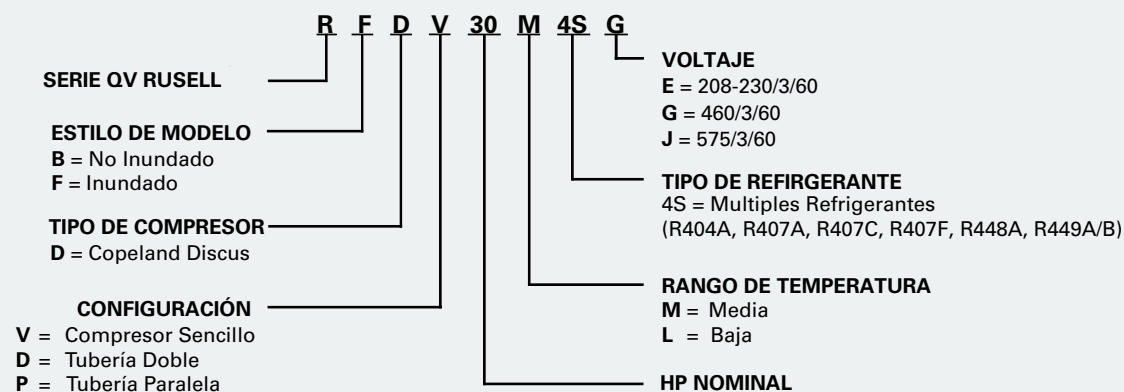 R F D V 30 M 4S G
SERIE QV RUSELL
ESTILO DE MODELO
B = No Inundado
F = Inundado
TIPO DE COMPRESOR
D = Copeland Discus
CONFIGURACIÓN
V = Compresor Sencillo
D = Tubería Doble
P = Tubería Paralela
VOLTAJE
E = 208-230/3/60
G = 460/3/60
J = 575/3/60
TIPO DE REFIRGERANTE
4S = Multiples Refrigerantes
(R404A, R407A, R407C, R407F, R448A, R449A/B)
RANGO DE TEMPERATURA
M = Media
L = Baja
HP NOMINAL